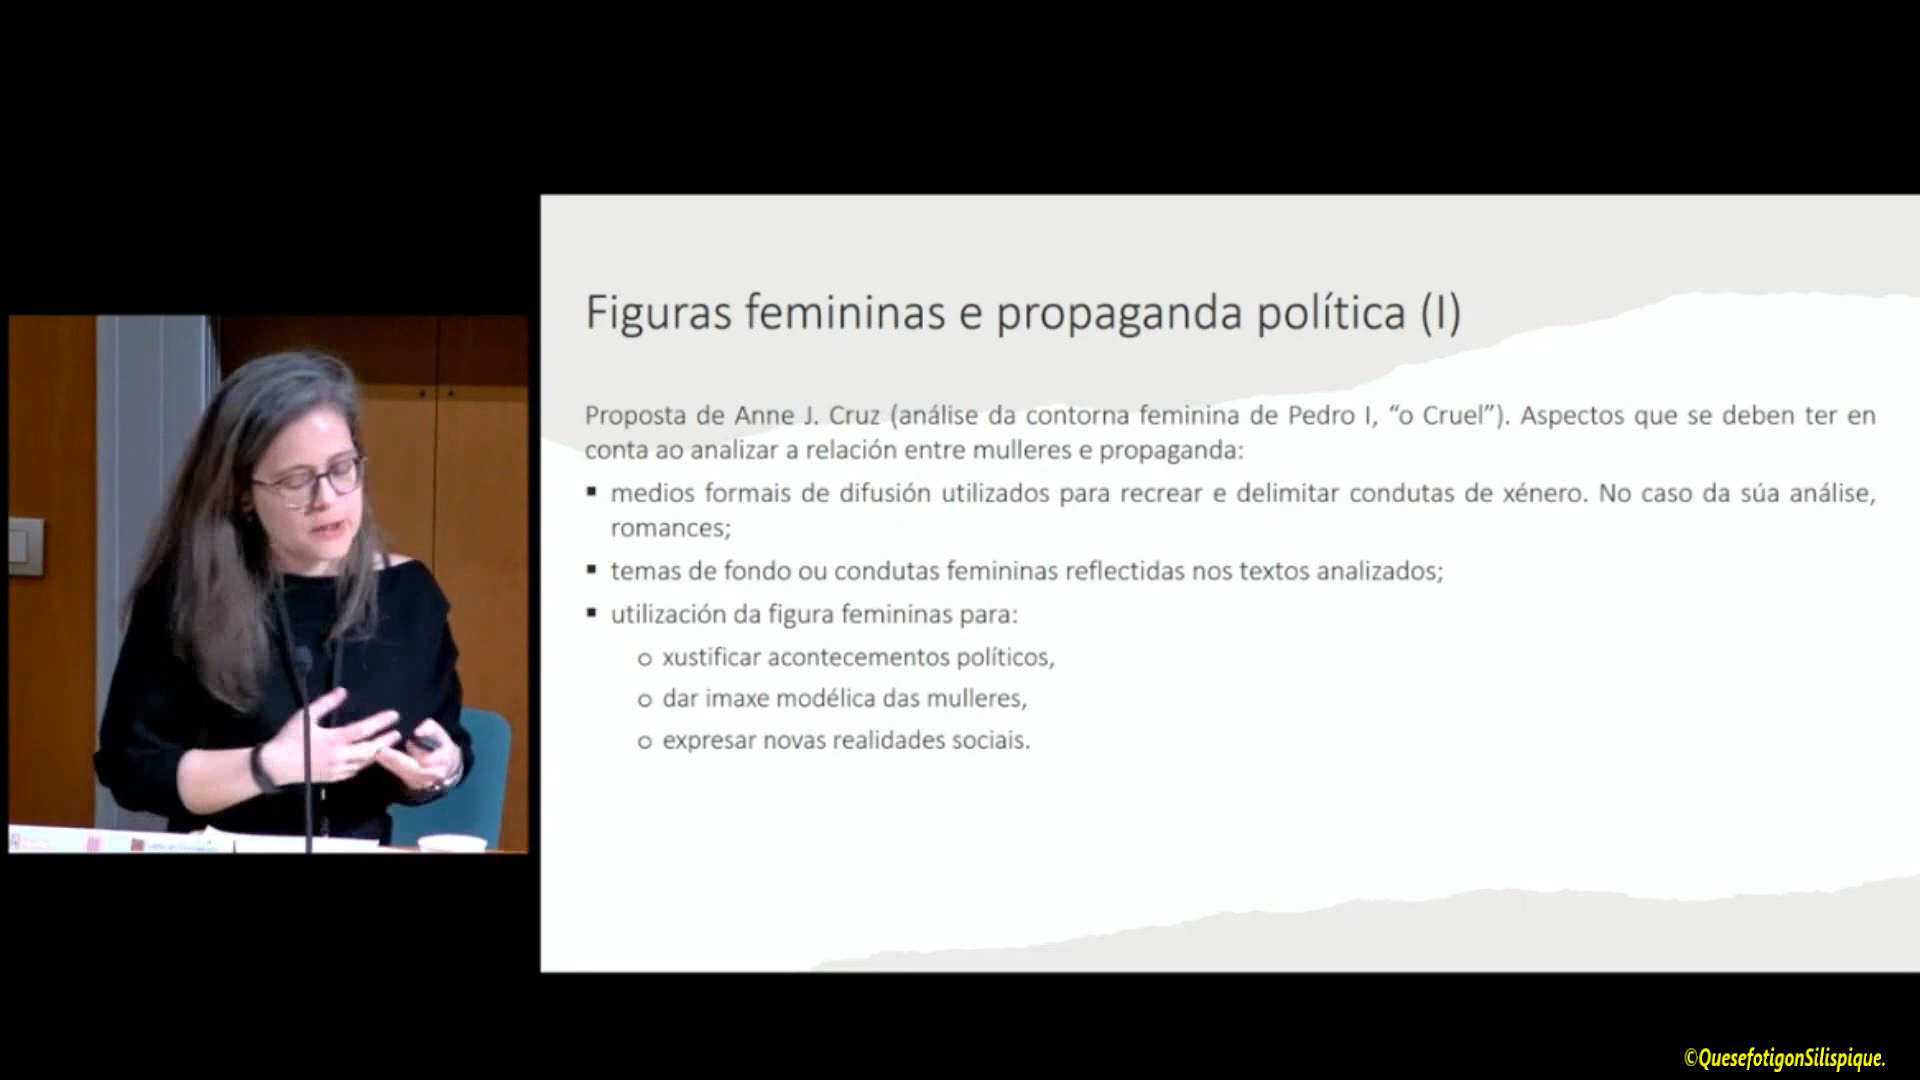 Figuras femininas e propaganda política (I)
Proposta de Anne J. Cruz (análise da contorna feminina de Pedro I, “o Cruel”). Aspectos que se deben ter en
conta ao analizar a relación entre mulleres e propaganda:
▪ medios formais de difusión utilizados para recrear e delimitar condutas de xénero. No caso da súa análise,
romances;
▪ temas de fondo ou condutas femininas reflectidas nos textos analizados;
▪ utilización da figura femininas para:
o xustificar acontecementos políticos,
o dar imaxe modélica das mulleres,
o expresar novas realidades sociais.
©QuesefotigonSilispique.